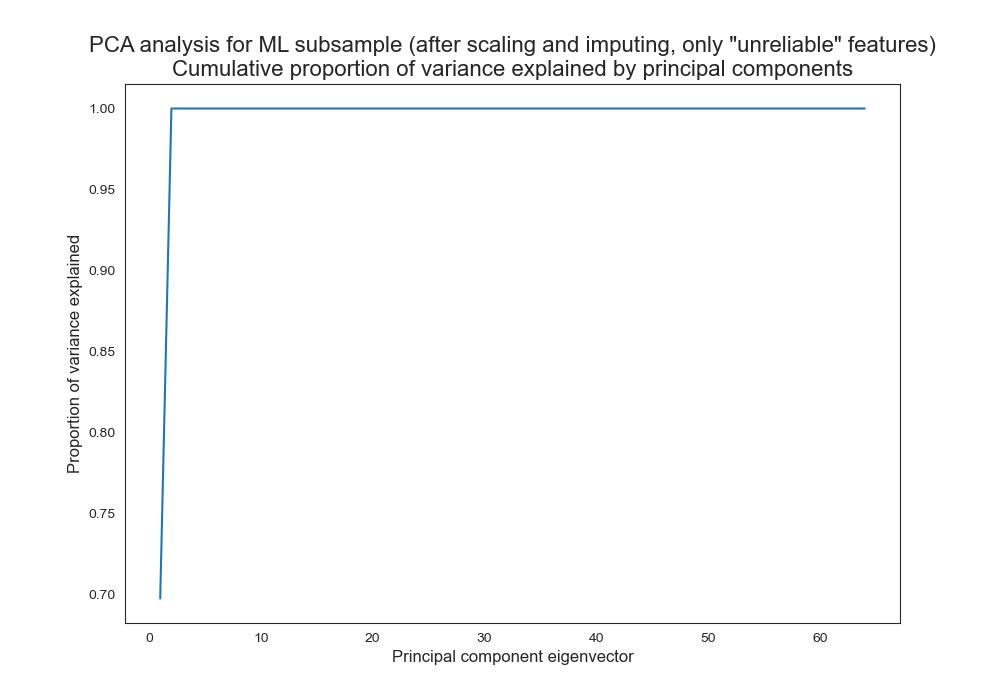 PCA analysis for ML subsample (after scaling and imputing, only "unreliable" features)
Cumulative proportion of variance explained by principal components
1.00
0.95
0.90
0.85
0.80
0.75
0.70
Proportion of variance explained
0 10 20 30 40 50 60
Principal component eigenvector